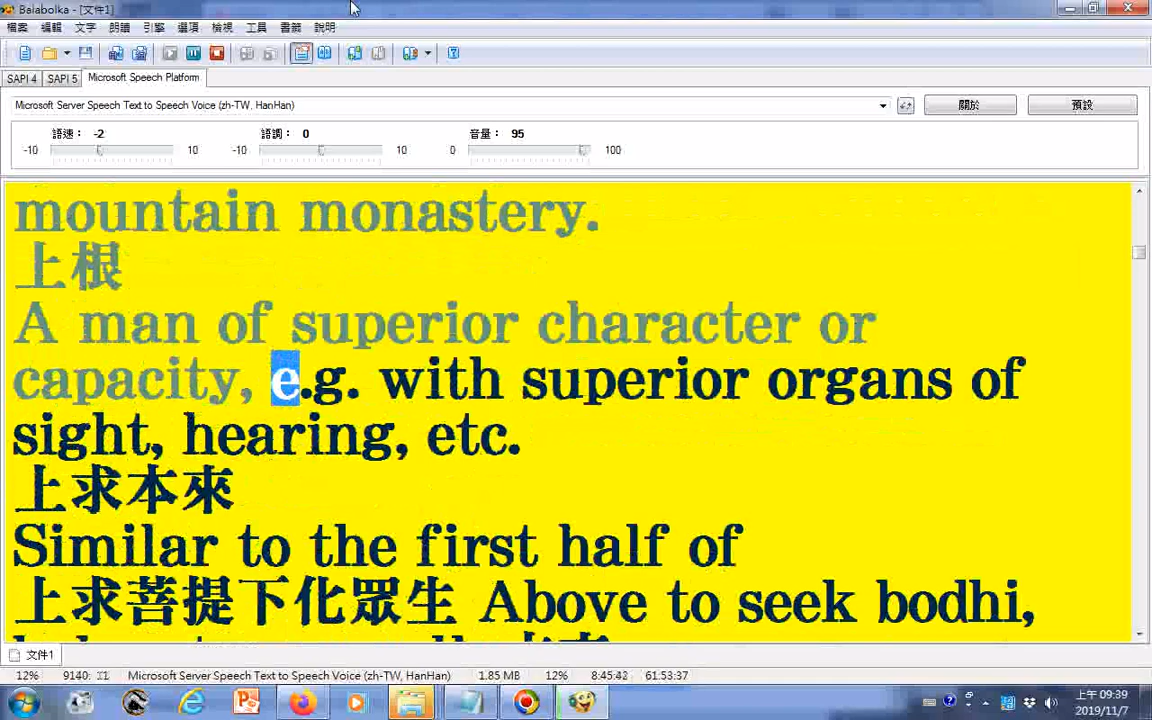 Balabolka - [文件1]
檔案 編輯 文字 朗讀 引擎 選項 檢視 工具 書籤 說明
SAPI 4 SAPI 5 Microsoft Speech Platform
Microsoft Server Speech Text to Speech Voice (zh-TW, HanHan) 關於 預設
語速： -2 語調： 0 音量： 95
-10 10 -10 10 0 100
mountain monastery.
上根
A man of superior character or
capacity, e.g. with superior organs of
sight, hearing, etc.
上求本來
Similar to the first half of
上求菩提下化眾生 Above to seek bodhi,
文件1
12% 9140: 11 Microsoft Server Speech Text to Speech Voice (zh-TW, HanHan) 1.85 MB 12% 8:45:43 61:53:37
上午 09:39
2019/11/7